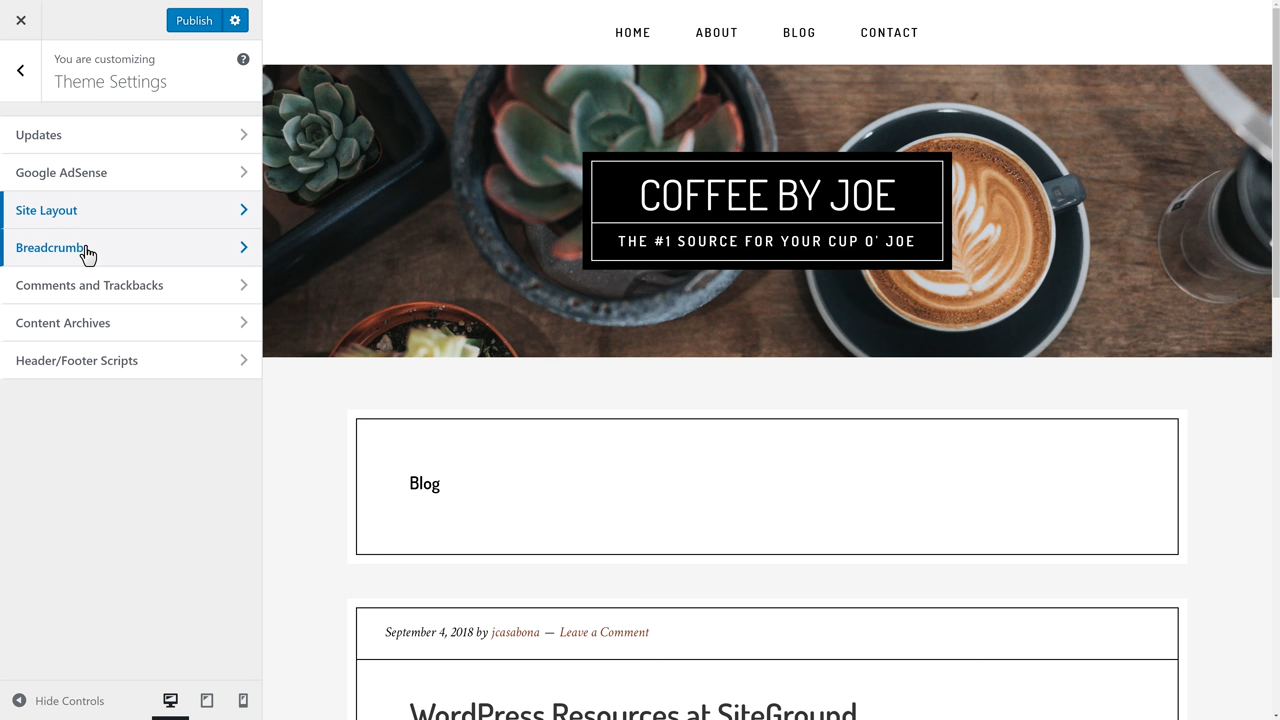 Publish
You are customizing
Theme Settings
Updates
Google AdSense
Site Layout
Breadcrumb
Comments and Trackbacks
Content Archives
Header/Footer Scripts
Hide Controls
HOME ABOUT BLOG CONTACT
COFFEE BY JOE
THE #1 SOURCE FOR YOUR CUP O' JOE
Blog
September 4, 2018 by jcasabona — Leave a Comment
WordPress Resources at SiteGround